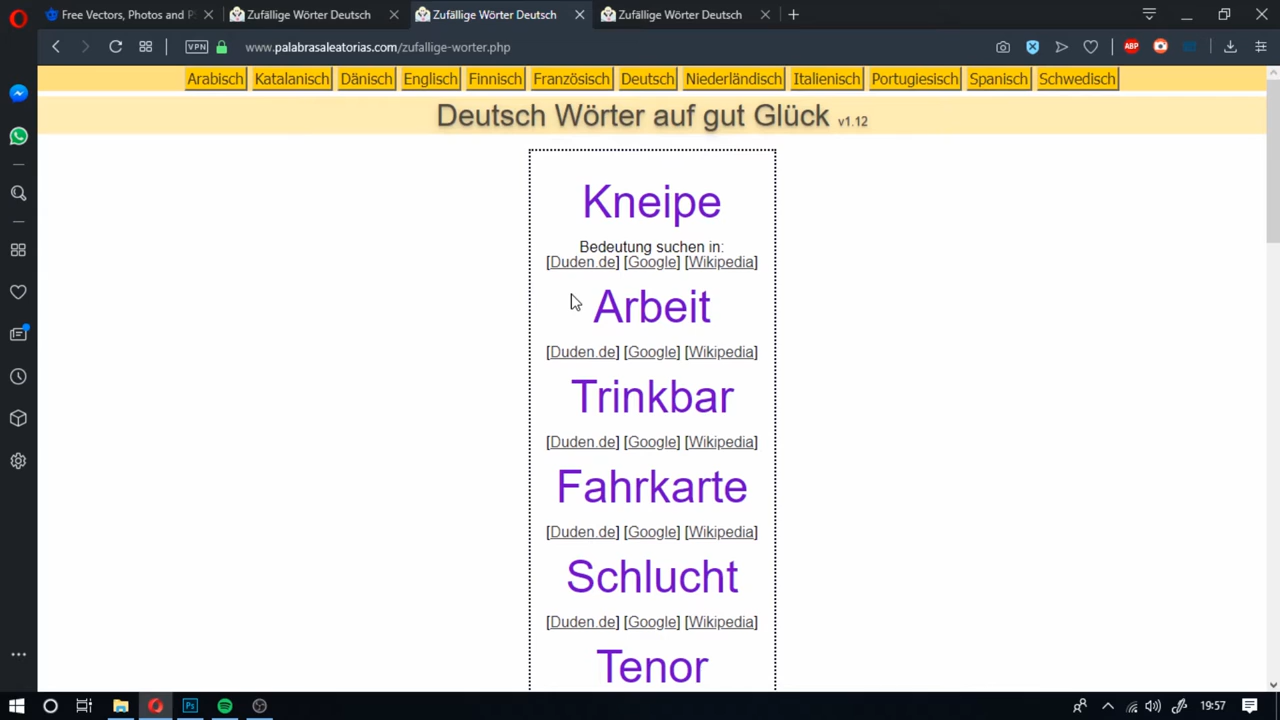 Free Vectors, Photos and P
Zufällige Wörter Deutsch
Zufällige Wörter Deutsch
Zufällige Wörter Deutsch
VPN
www.palabrasaleatorias.com/zufallige-worter.php
ABP
Arabisch
Katalanisch
Dänisch
Englisch
Finnisch
Französisch
Deutsch
Niederländisch
Italienisch
Portugiesisch
Spanisch
Schwedisch
Deutsch Wörter auf gut Glück v1.12
Kneipe
Bedeutung suchen in:
[Duden.de] [Google] [Wikipedia]
Arbeit
[Duden.de] [Google] [Wikipedia]
Trinkbar
[Duden.de] [Google] [Wikipedia]
Fahrkarte
[Duden.de] [Google] [Wikipedia]
Schlucht
[Duden.de] [Google] [Wikipedia]
Tenor
Ps
19:57